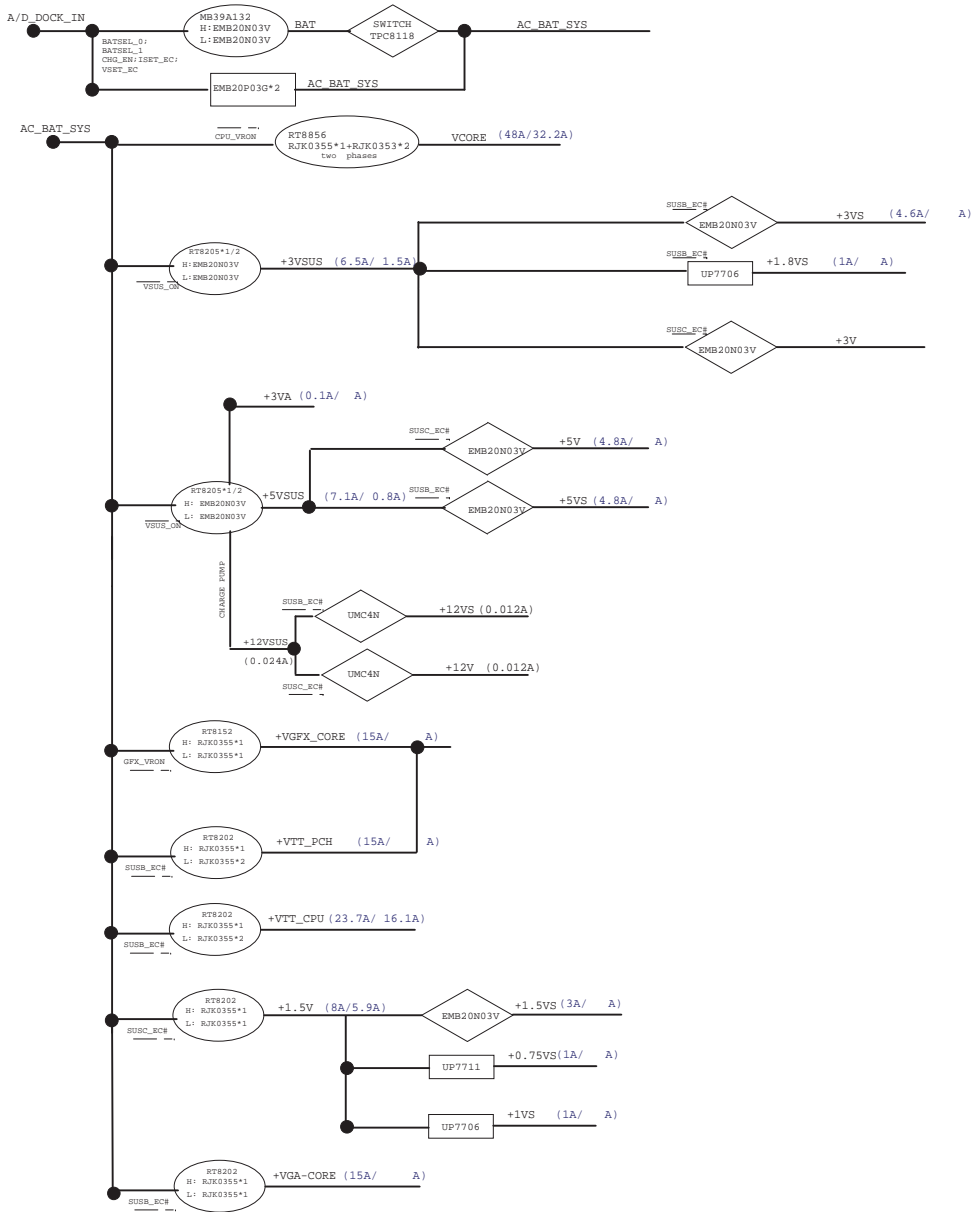 A/D_DOCK_IN
BATSEL_0;
BATSEL_1
CHG_EN;ISET_EC;
VSET_EC
MB39A132
H:EMB20N03V
L:EMB20N03V
BAT
SWITCH
TPC8118
AC_BAT_SYS
EMB20P03G*2
AC_BAT_SYS
AC_BAT_SYS
CPU_VRON
RT8856
RJK0355*1+RJK0353*2
two phases
VCORE (48A/32.2A)
RT8205*1/2
H:EMB20N03V
L:EMB20N03V
VSUS_ON
+3VSUS (6.5A/ 1.5A)
SUSB_EC#
EMB20N03V
+3VS (4.6A/ A)
SUSB_EC#
UP7706
+1.8VS (1A/ A)
SUSC_EC#
EMB20N03V
+3V
+3VA (0.1A/ A)
RT8205*1/2
H: EMB20N03V
L: EMB20N03V
VSUS_ON
+5VSUS (7.1A/ 0.8A)
SUSC_EC#
EMB20N03V
+5V (4.8A/ A)
SUSB_EC#
EMB20N03V
+5VS (4.8A/ A)
CHARGE PUMP
+12VSUS
(0.024A)
SUSB_EC#
UMC4N
+12VS (0.012A)
SUSC_EC#
UMC4N
+12V (0.012A)
RT8152
H: RJK0355*1
L: RJK0355*1
GFX_VRON
+VGFX_CORE (15A/ A)
RT8202
H: RJK0355*1
L: RJK0355*2
SUSB_EC#
+VTT_PCH (15A/ A)
RT8202
H: RJK0355*1
L: RJK0355*2
SUSB_EC#
+VTT_CPU (23.7A/ 16.1A)
RT8202
H: RJK0355*1
L: RJK0355*1
SUSC_EC#
+1.5V (8A/5.9A)
EMB20N03V
+1.5VS (3A/ A)
UP7711
+0.75VS(1A/ A)
UP7706
+1VS (1A/ A)
RT8202
H: RJK0355*1
L: RJK0355*1
SUSB_EC#
+VGA-CORE (15A/ A)